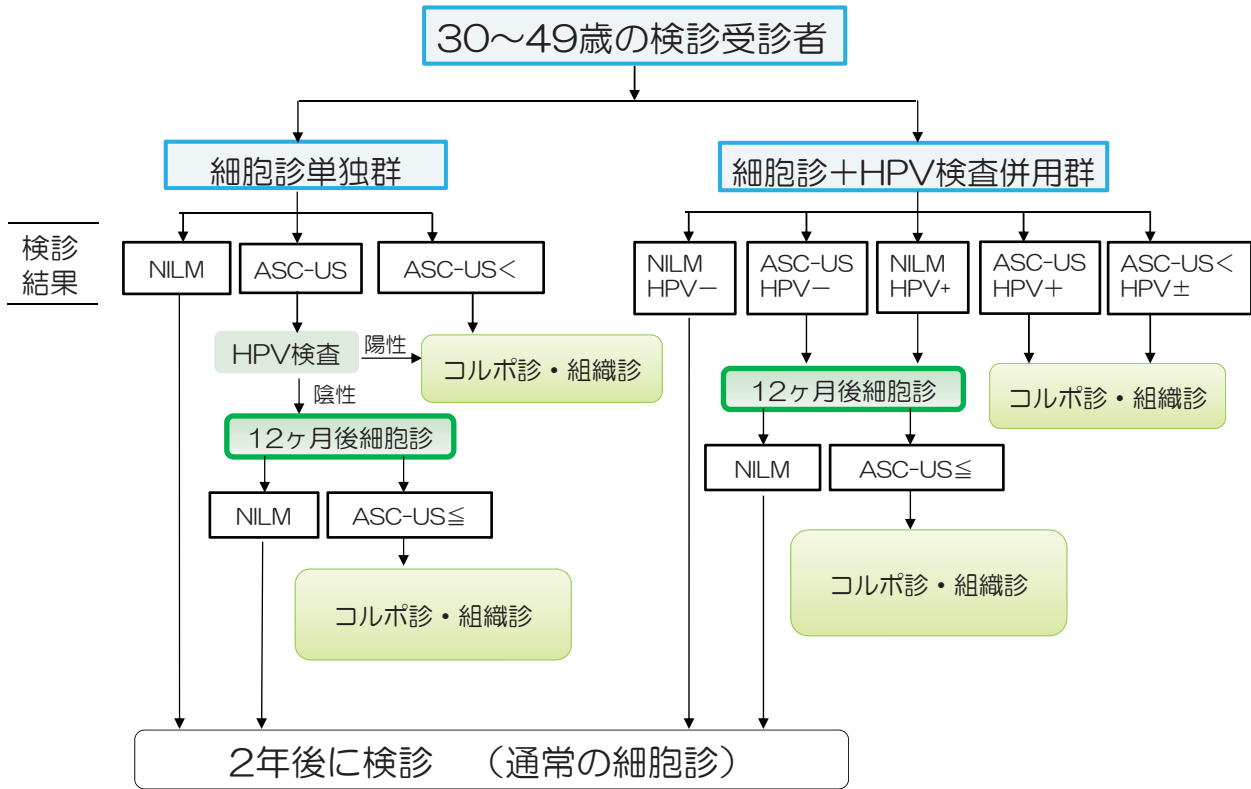 30～49歳の検診受診者
細胞診単独群
細胞診＋HPV検査併用群
検診
結果
NILM
ASC-US
ASC-US＜
NILM
HPV－
ASC-US
HPV－
NILM
HPV+
ASC-US
HPV＋
ASC-US＜
HPV±
HPV検査
陽性
コルポ診・組織診
陰性
12ヶ月後細胞診
NILM
ASC-US≦
コルポ診・組織診
12ヶ月後細胞診
コルポ診・組織診
NILM
ASC-US≦
コルポ診・組織診
2年後に検診　（通常の細胞診）